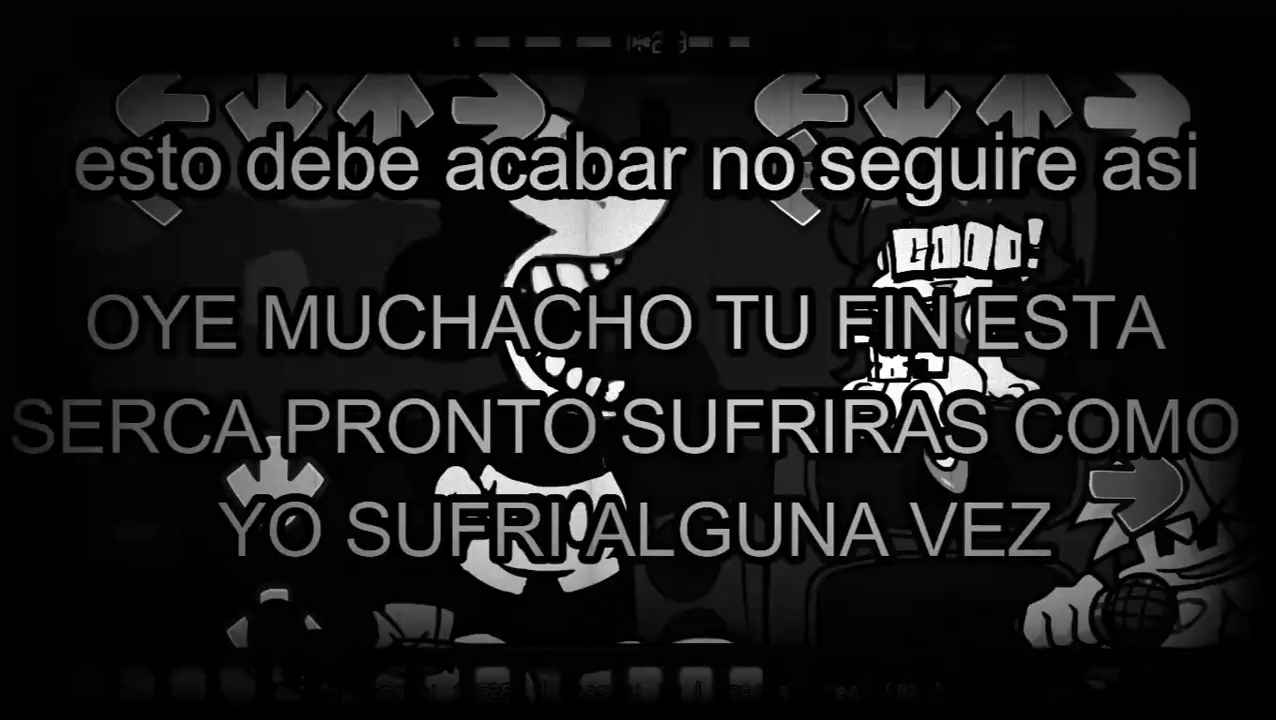 esto debe acabar no seguire asi
GOOD!
OYE MUCHACHO TU FIN ESTA
SERCA PRONTO SUFRIRAS COMO
YO SUFRI ALGUNA VEZ